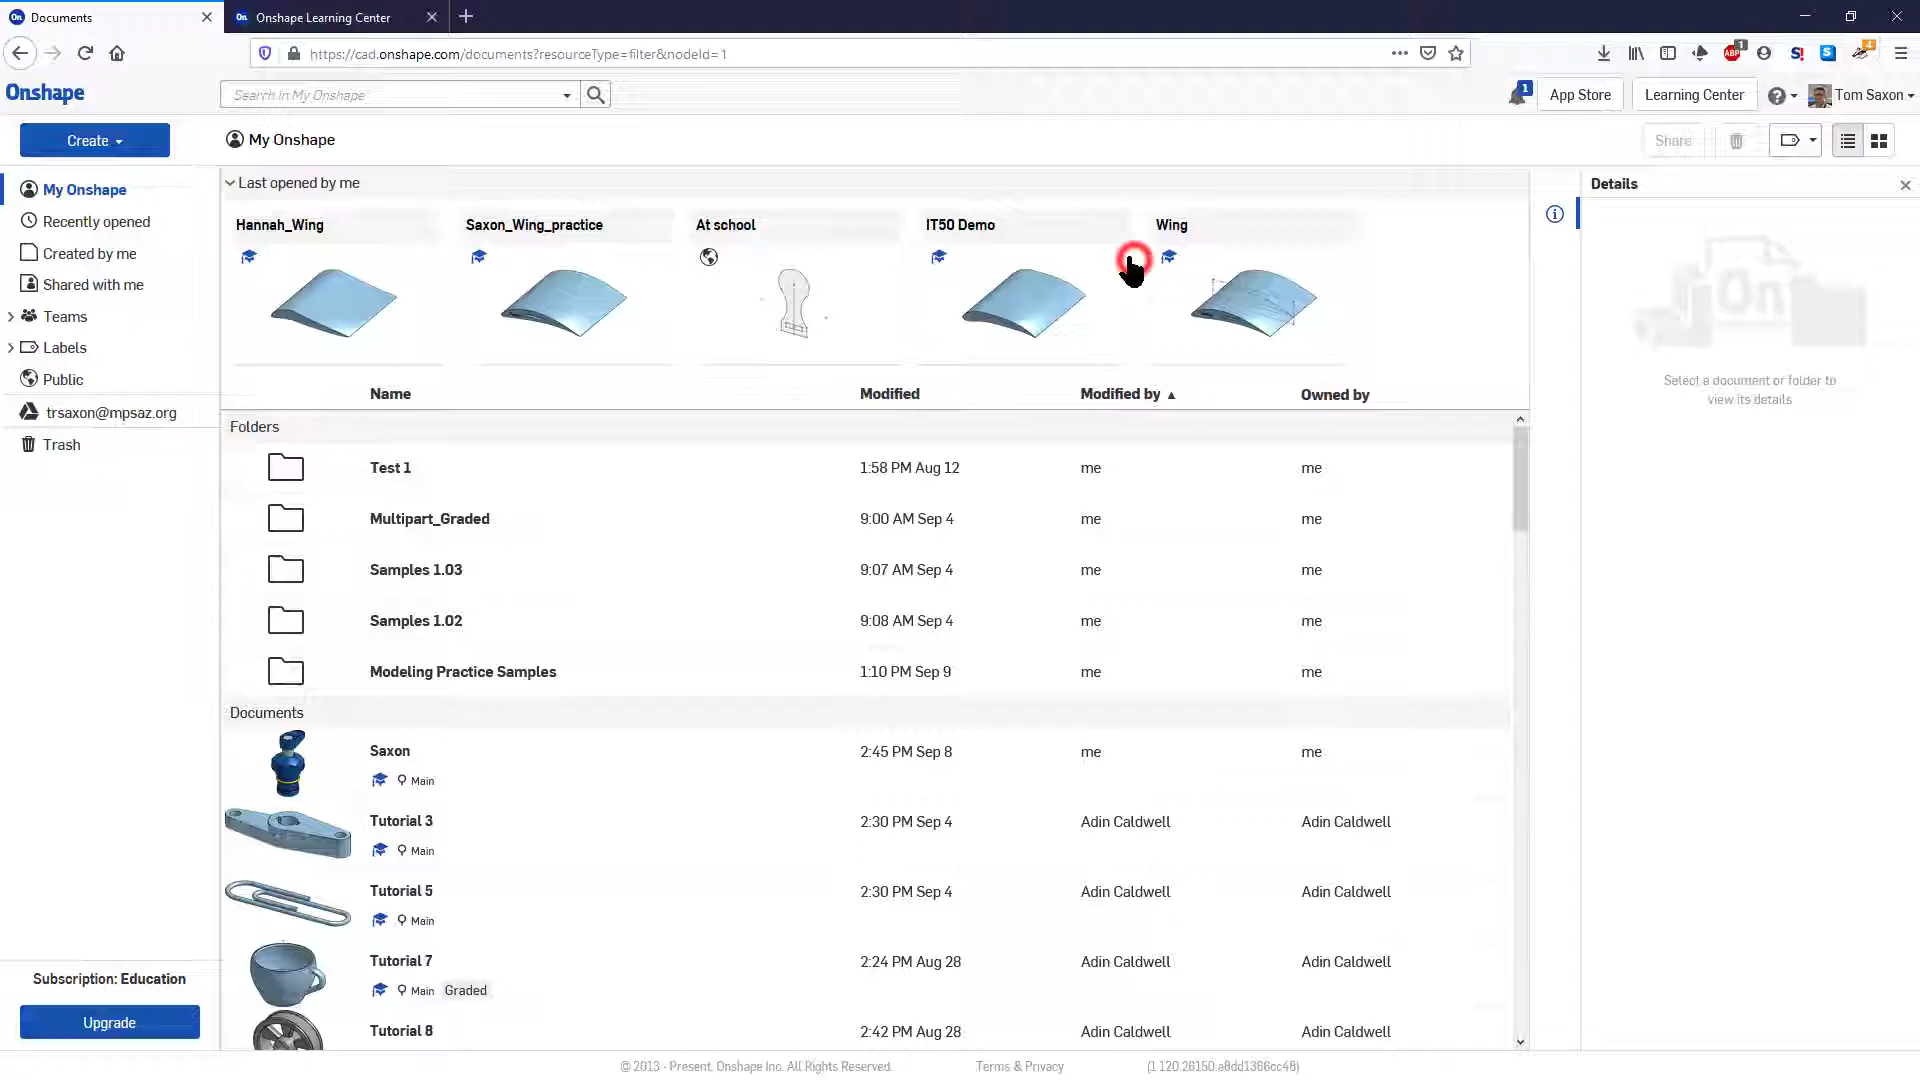 Documents
Onshape Learning Center
https://cad.onshape.com/documents?resourceType=filter&nodeId=1
ABP 1
S!
S
4
Onshape
Search in My Onshape
1
App Store
Learning Center
Tom Saxon
Create
My Onshape
Share
My Onshape
Recently opened
Created by me
Shared with me
Teams
Labels
Public
trsaxon@mpsaz.org
Trash
Last opened by me
Hannah_Wing
Saxon_Wing_practice
At school
IT50 Demo
Wing
Details
Select a document or folder to
view its details
Name Modified Modified by Owned by
Folders
Test 1 1:58 PM Aug 12 me me
Multipart_Graded 9:00 AM Sep 4 me me
Samples 1.03 9:07 AM Sep 4 me me
Samples 1.02 9:08 AM Sep 4 me me
Modeling Practice Samples 1:10 PM Sep 9 me me
Documents
Saxon 2:45 PM Sep 8 me me
Main
Tutorial 3 2:30 PM Sep 4 Adin Caldwell Adin Caldwell
Main
Tutorial 5 2:30 PM Sep 4 Adin Caldwell Adin Caldwell
Main
Tutorial 7 2:24 PM Aug 28 Adin Caldwell Adin Caldwell
Main Graded
Tutorial 8 2:42 PM Aug 28 Adin Caldwell Adin Caldwell
Subscription: Education
Upgrade
© 2013 - Present, Onshape Inc. All Rights Reserved.
Terms & Privacy
(1.120.26150.a8dd1366cc48)